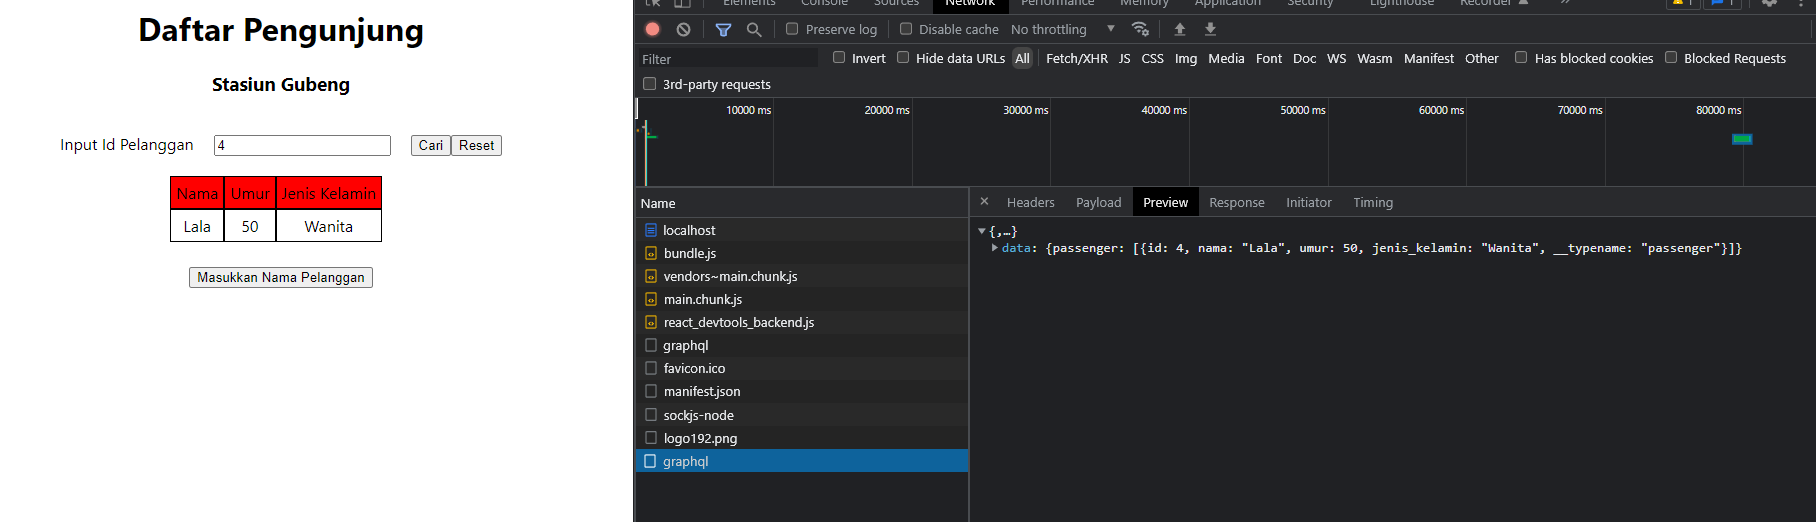 Daftar Pengunjung
Stasiun Gubeng
Input Id Pelanggan 4 Cari Reset
Nama Umur Jenis Kelamin
Lala 50 Wanita
Masukkan Nama Pelanggan
Elements Console Sources Network Performance Memory Application Security Lighthouse Recorder 1 1
Preserve log Disable cache No throttling
Filter Invert Hide data URLs All Fetch/XHR JS CSS Img Media Font Doc WS Wasm Manifest Other Has blocked cookies Blocked Requests
3rd-party requests
10000 ms 20000 ms 30000 ms 40000 ms 50000 ms 60000 ms 70000 ms 80000 ms
Name
localhost
bundle.js
vendors~main.chunk.js
main.chunk.js
react_devtools_backend.js
graphql
favicon.ico
manifest.json
sockjs-node
logo192.png
graphql
× Headers Payload Preview Response Initiator Timing
{,…}
data: {passenger: [{id: 4, nama: "Lala", umur: 50, jenis_kelamin: "Wanita", __typename: "passenger"}]}